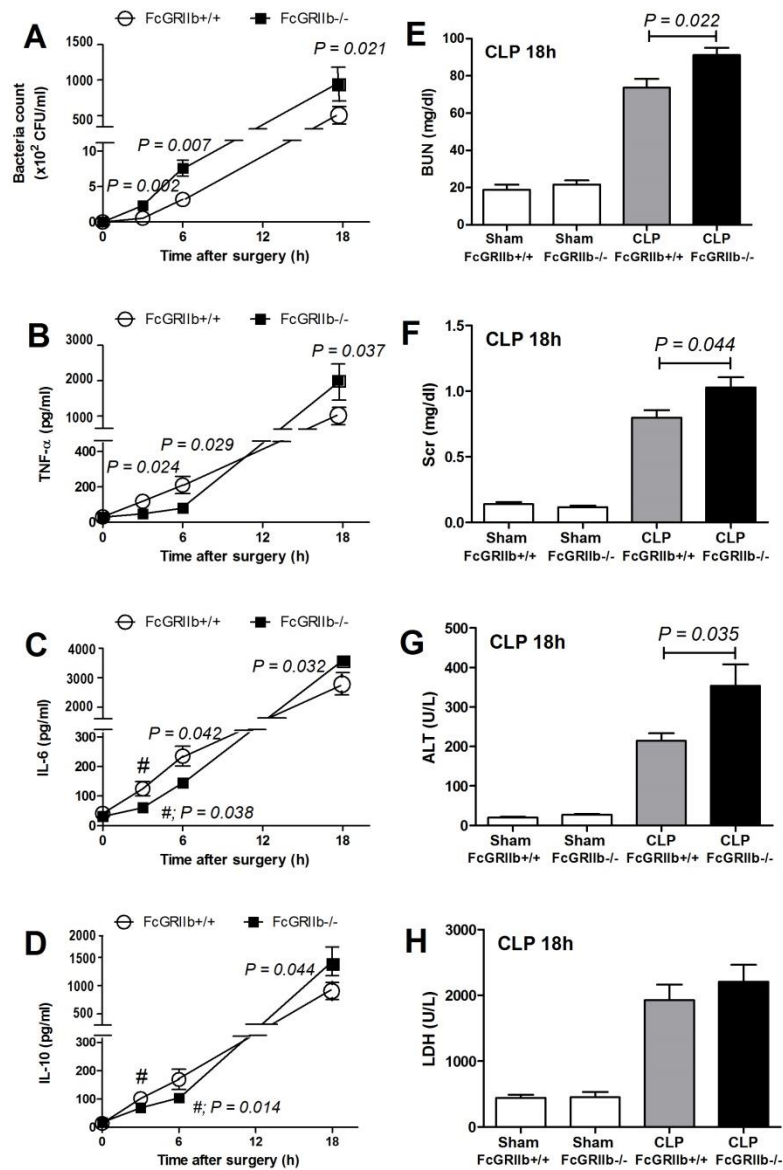 A
FcGRIIb+/+ FcGRIIb-/-
P = 0.021
P = 0.007
P = 0.002
Bacteria count
(x10² CFU/ml)
1500
1000
500
10
5
0
0 6 12 18
Time after surgery (h)
E
CLP 18h
P = 0.022
BUN (mg/dl)
100
80
60
40
20
0
Sham Sham CLP CLP
FcGRIIb+/+ FcGRIIb-/- FcGRIIb+/+ FcGRIIb-/-
B
FcGRIIb+/+ FcGRIIb-/-
P = 0.037
P = 0.029
P = 0.024
TNF-α (pg/ml)
3000
2000
1000
400
200
0
0 6 12 18
Time after surgery (h)
F
CLP 18h
P = 0.044
Scr (mg/dl)
1.5
1.0
0.5
0.0
Sham Sham CLP CLP
FcGRIIb+/+ FcGRIIb-/- FcGRIIb+/+ FcGRIIb-/-
C
FcGRIIb+/+ FcGRIIb-/-
P = 0.032
P = 0.042
#
#; P = 0.038
IL-6 (pg/ml)
4000
3000
2000
300
200
100
0
0 6 12 18
Time after surgery (h)
G
CLP 18h
P = 0.035
ALT (U/L)
500
400
300
200
100
0
Sham Sham CLP CLP
FcGRIIb+/+ FcGRIIb-/- FcGRIIb+/+ FcGRIIb-/-
D
FcGRIIb+/+ FcGRIIb-/-
P = 0.044
#
#; P = 0.014
IL-10 (pg/ml)
2000
1500
1000
500
300
200
100
0
0 6 12 18
Time after surgery (h)
H
CLP 18h
LDH (U/L)
3000
2000
1000
0
Sham Sham CLP CLP
FcGRIIb+/+ FcGRIIb-/- FcGRIIb+/+ FcGRIIb-/-